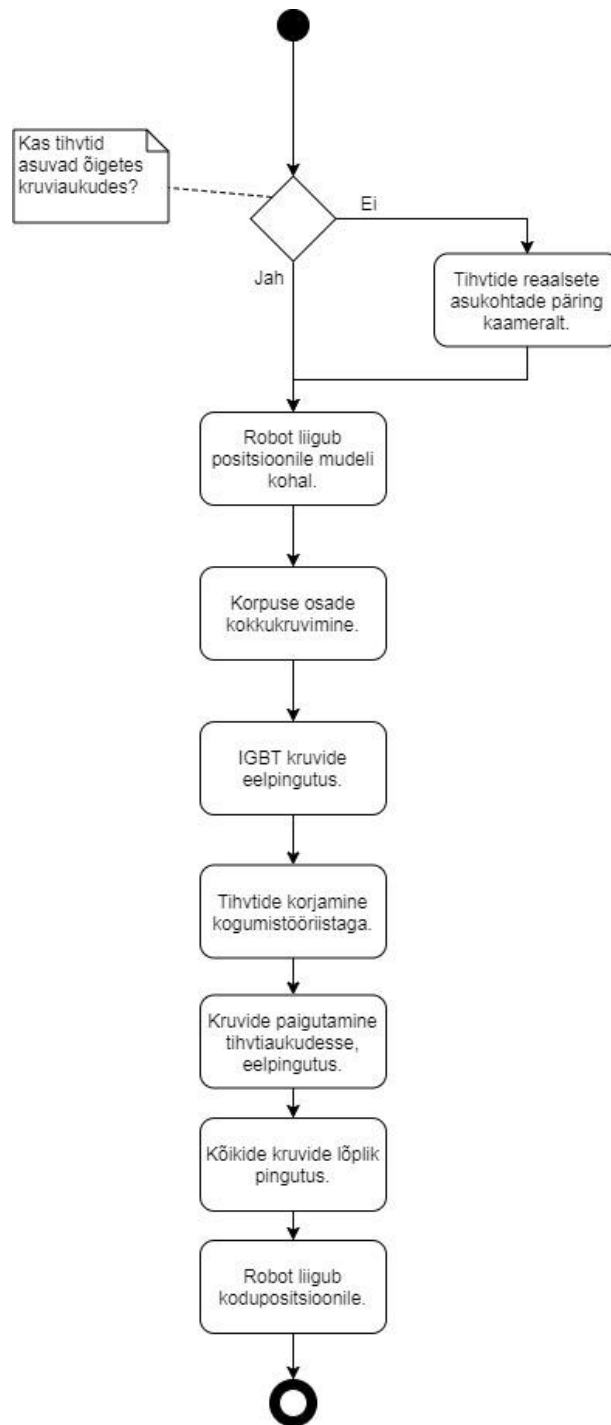 Kas tihvtid
asuvad õigetes
kruviaukudes?
Ei
Jah
Tihvtide reaalsete
asukohtade päring
kaameralt.
Robot liigub
positsioonile mudeli
kohal.
Korpuse osade
kokkukruvimine.
IGBT kruvide
eelpingutus.
Tihvtide korjamine
kogumistööriistaga.
Kruvide paigutamine
tihvtiaukudesse,
eelpingutus.
Kõikide kruvide lõplik
pingutus.
Robot liigub
kodupositsioonile.